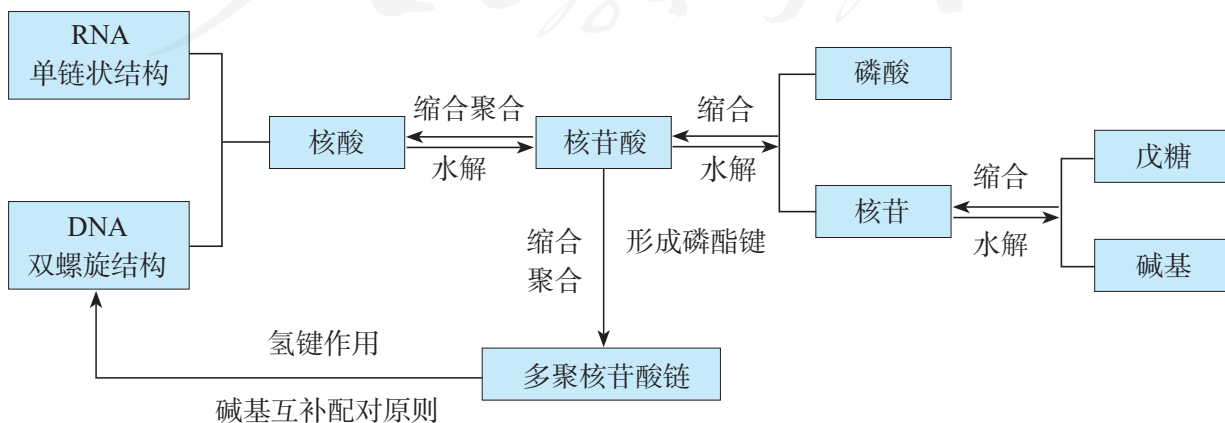 RNA
单链状结构
核酸
缩合聚合
水解
核苷酸
缩合
水解
磷酸
核苷
缩合
水解
戊糖
碱基
DNA
双螺旋结构
缩合
聚合
形成磷酯键
氢键作用
碱基互补配对原则
多聚核苷酸链